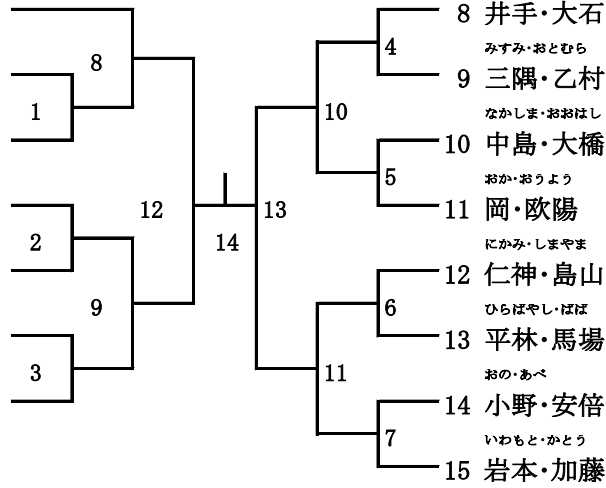 8 井手・大石
みすみ・おとむら
9 三隅・乙村
なかしま・おおはし
10 中島・大橋
おか・おうよう
11 岡・欧陽
にかみ・しまやま
12 仁神・島山
ひらばやし・ばば
13 平林・馬場
おの・あべ
14 小野・安倍
いわもと・かとう
15 岩本・加藤
8
1
12
2
9
3
14
13
10
4
5
11
6
7